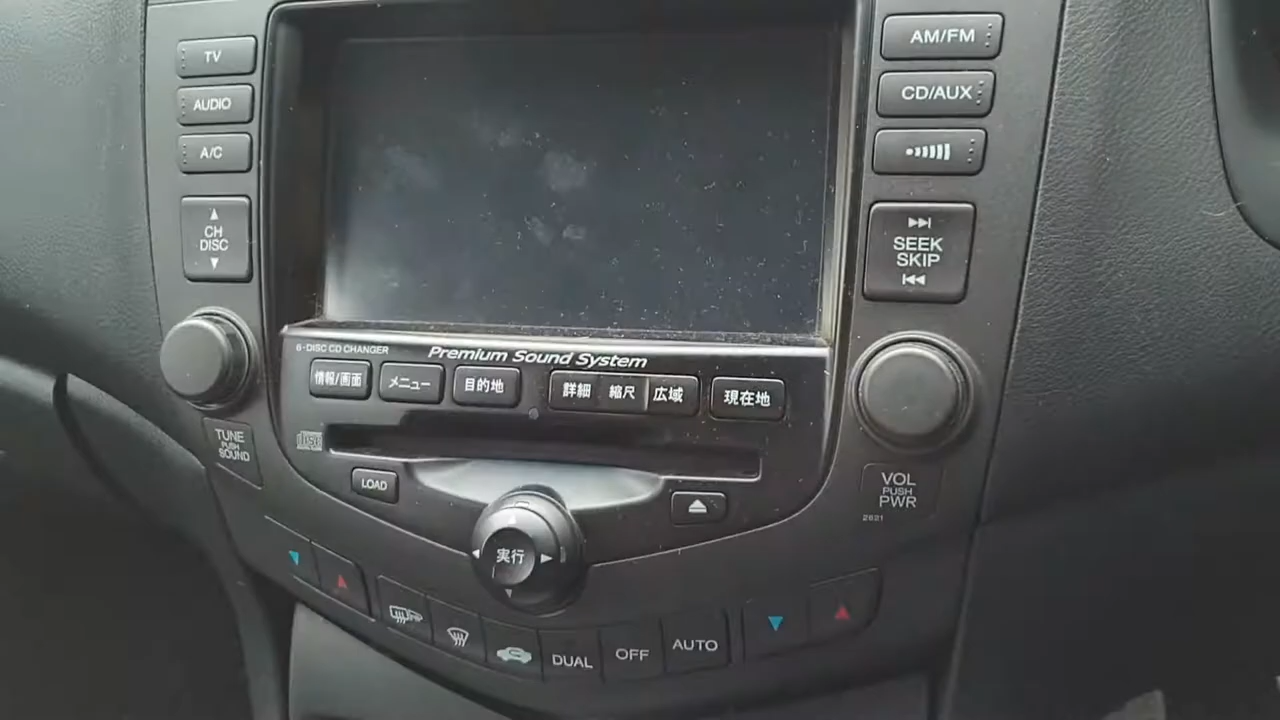 TV
AUDIO
A/C
CH
DISC
TUNE
PUSH
SOUND
6-DISC CD CHANGER
Premium Sound System
情報/画面
メニュー
目的地
詳細 縮尺 広域
現在地
DISC
LOAD
実行
AM/FM
CD/AUX
SEEK
SKIP
VOL
PUSH
PWR
2621
DUAL
OFF
AUTO